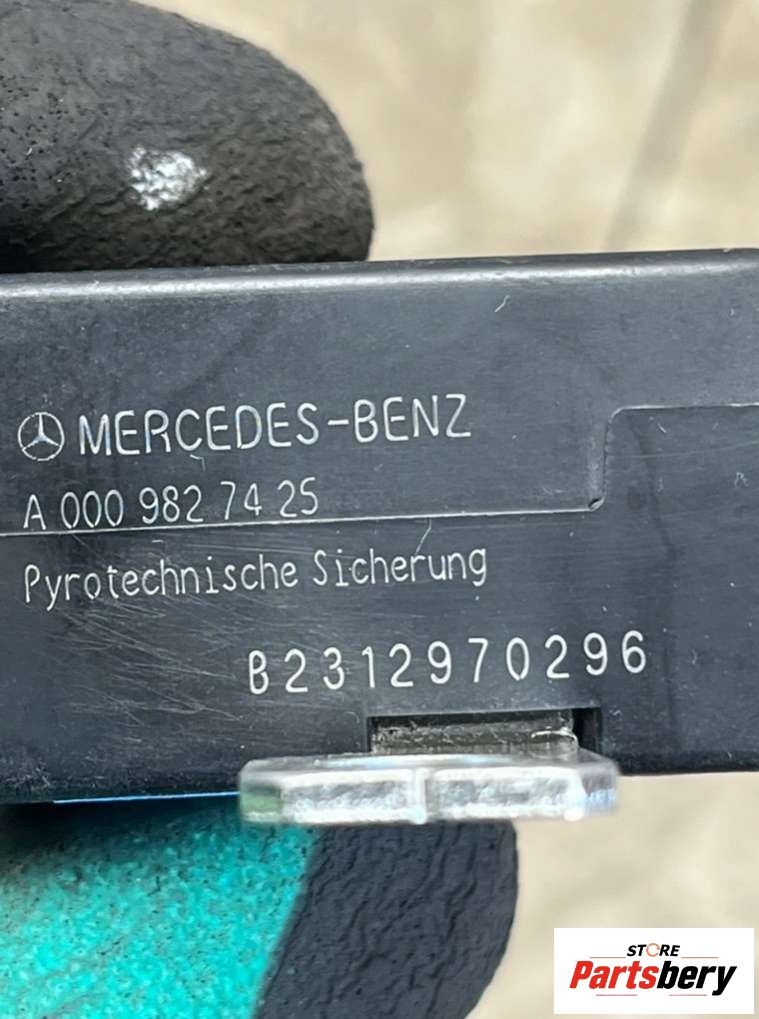 MERCEDES-BENZ
A 000 982 74 25
Pyrotechnische Sicherung
B2312970296
STORE
Partsbery